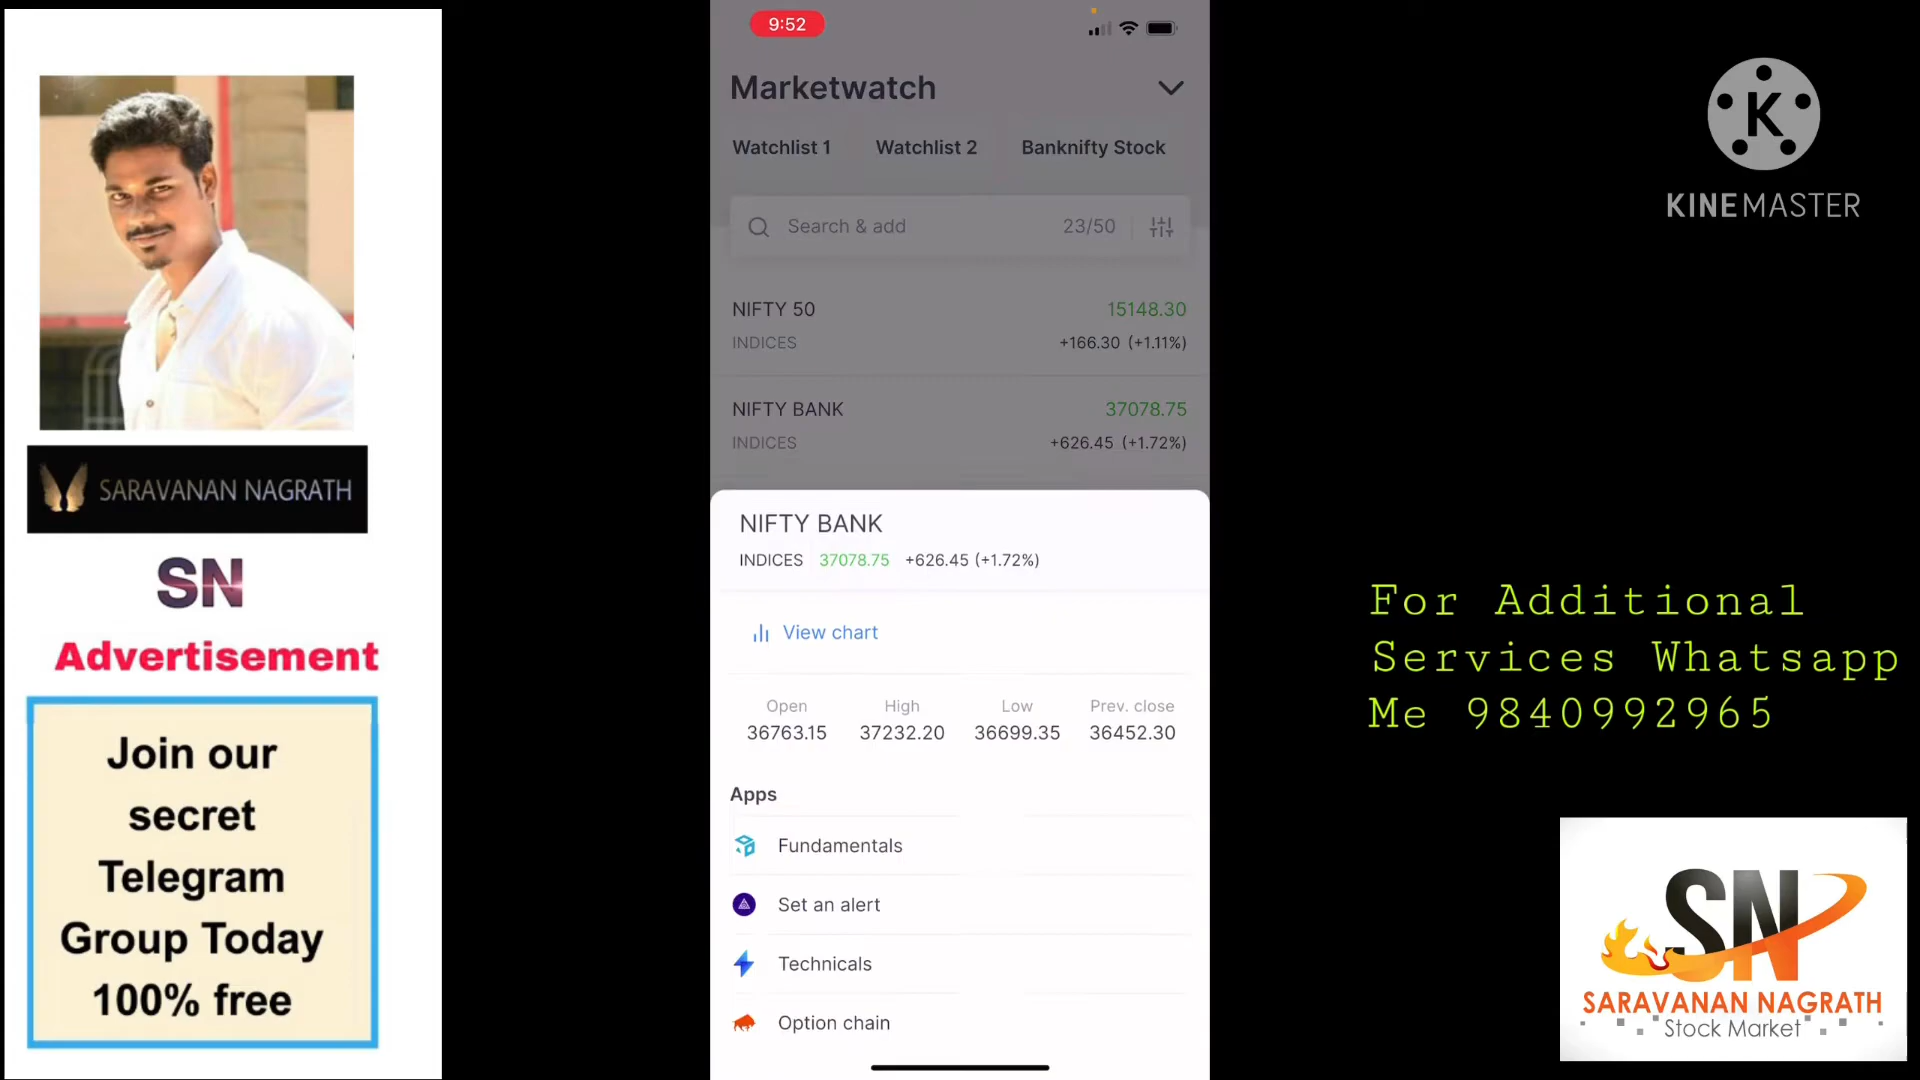 SARAVANAN NAGRATH
SN
Advertisement
Join our
secret
Telegram
Group Today
100% free
9:52
Marketwatch
Watchlist 1 Watchlist 2 Banknifty Stock
Search & add 23/50
NIFTY 50 15148.30
INDICES +166.30 (+1.11%)
NIFTY BANK 37078.75
INDICES +626.45 (+1.72%)
NIFTY BANK
INDICES 37078.75 +626.45 (+1.72%)
View chart
Open High Low Prev. close
36763.15 37232.20 36699.35 36452.30
Apps
Fundamentals
Set an alert
Technicals
Option chain
K
KINEMASTER
For Additional
Services Whatsapp
Me 9840992965
SN
SARAVANAN NAGRATH
Stock Market